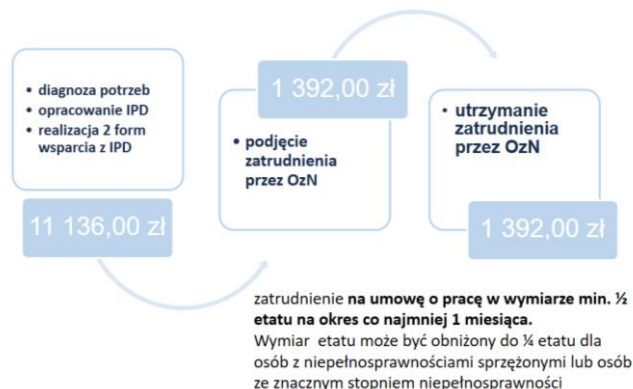 • diagnoza potrzeb
• opracowanie IPD
• realizacja 2 form
wsparcia z IPD
11 136,00 zł
1 392,00 zł
• podjęcie
zatrudnienia
przez OzN
• utrzymanie
zatrudnienia
przez OzN
1 392,00 zł
zatrudnienie na umowę o pracę w wymiarze min. ½
etatu na okres co najmniej 1 miesiąca.
Wymiar etatu może być obniżony do ¼ etatu dla
osób z niepełnosprawnościami sprzężonymi lub osób
ze znacznym stopniem niepełnosprawności